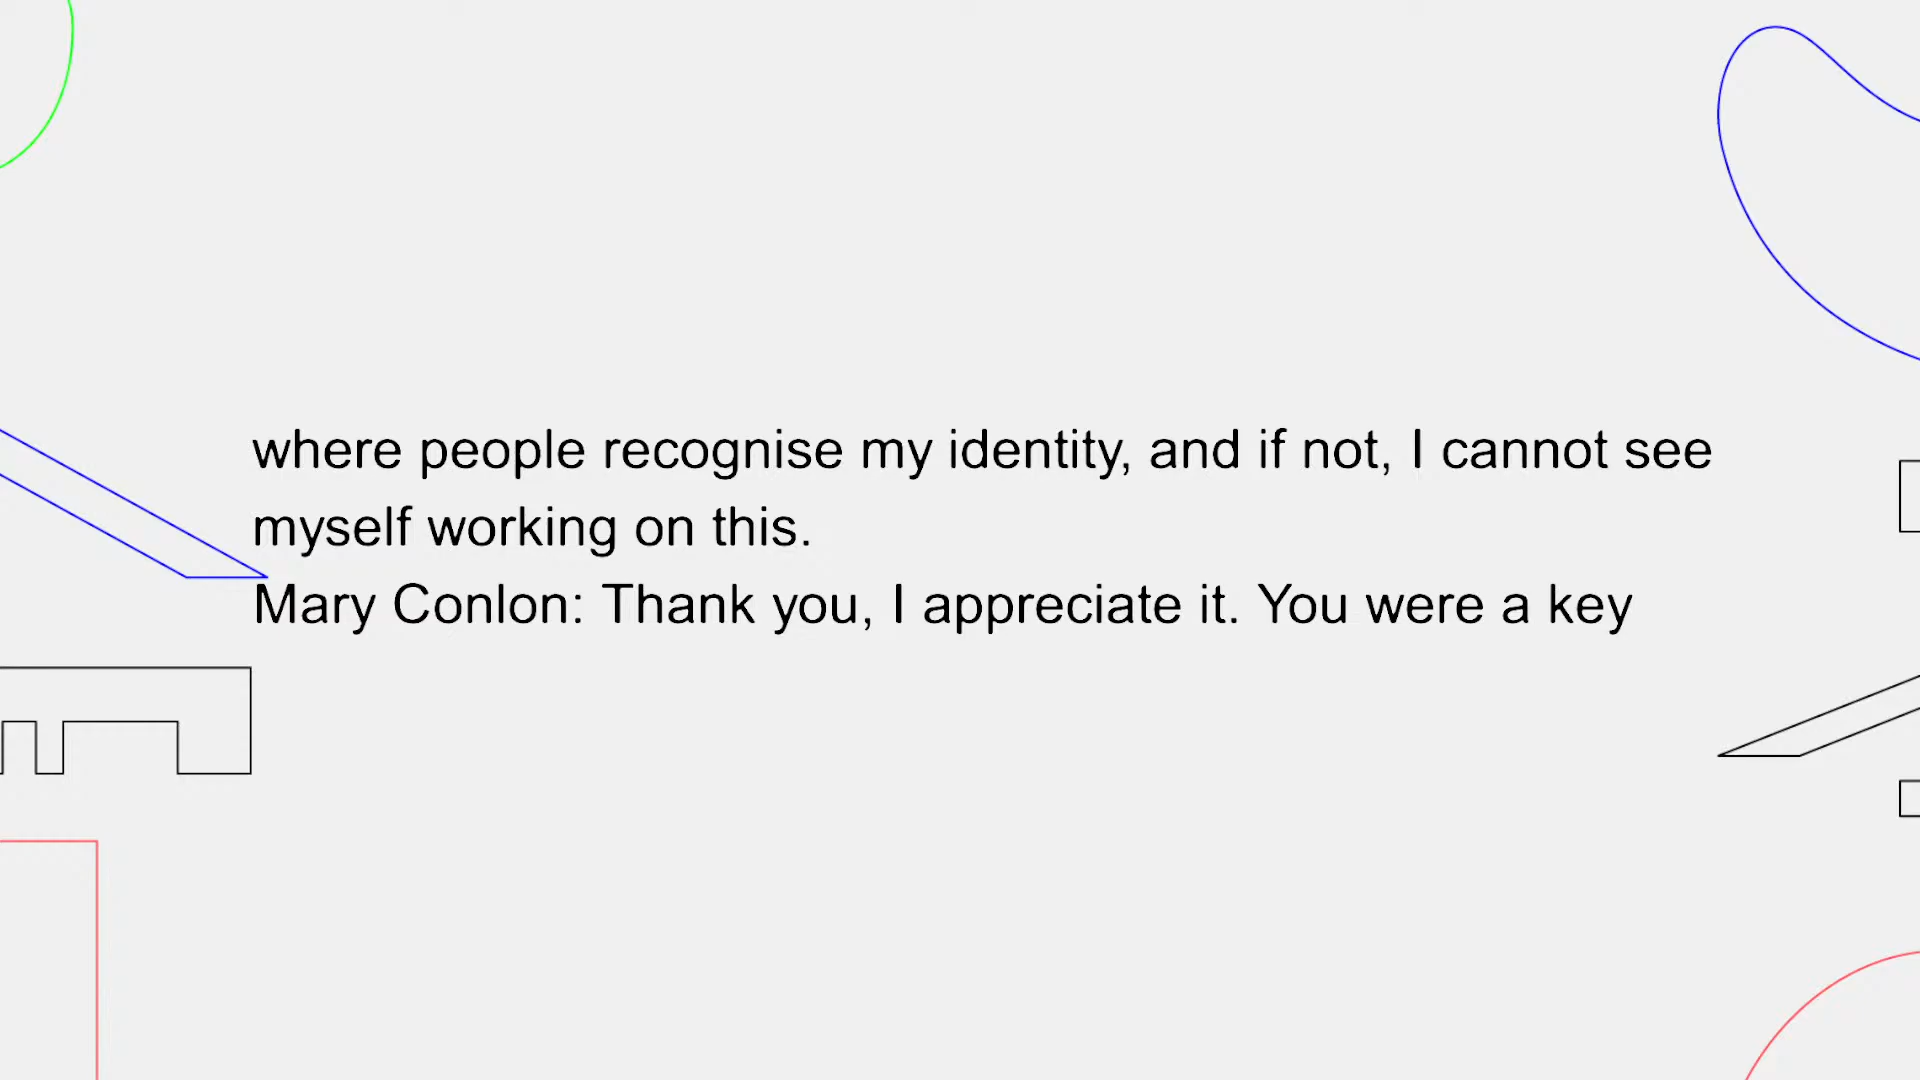 where people recognise my identity, and if not, I cannot see
myself working on this.
Mary Conlon: Thank you, I appreciate it. You were a key